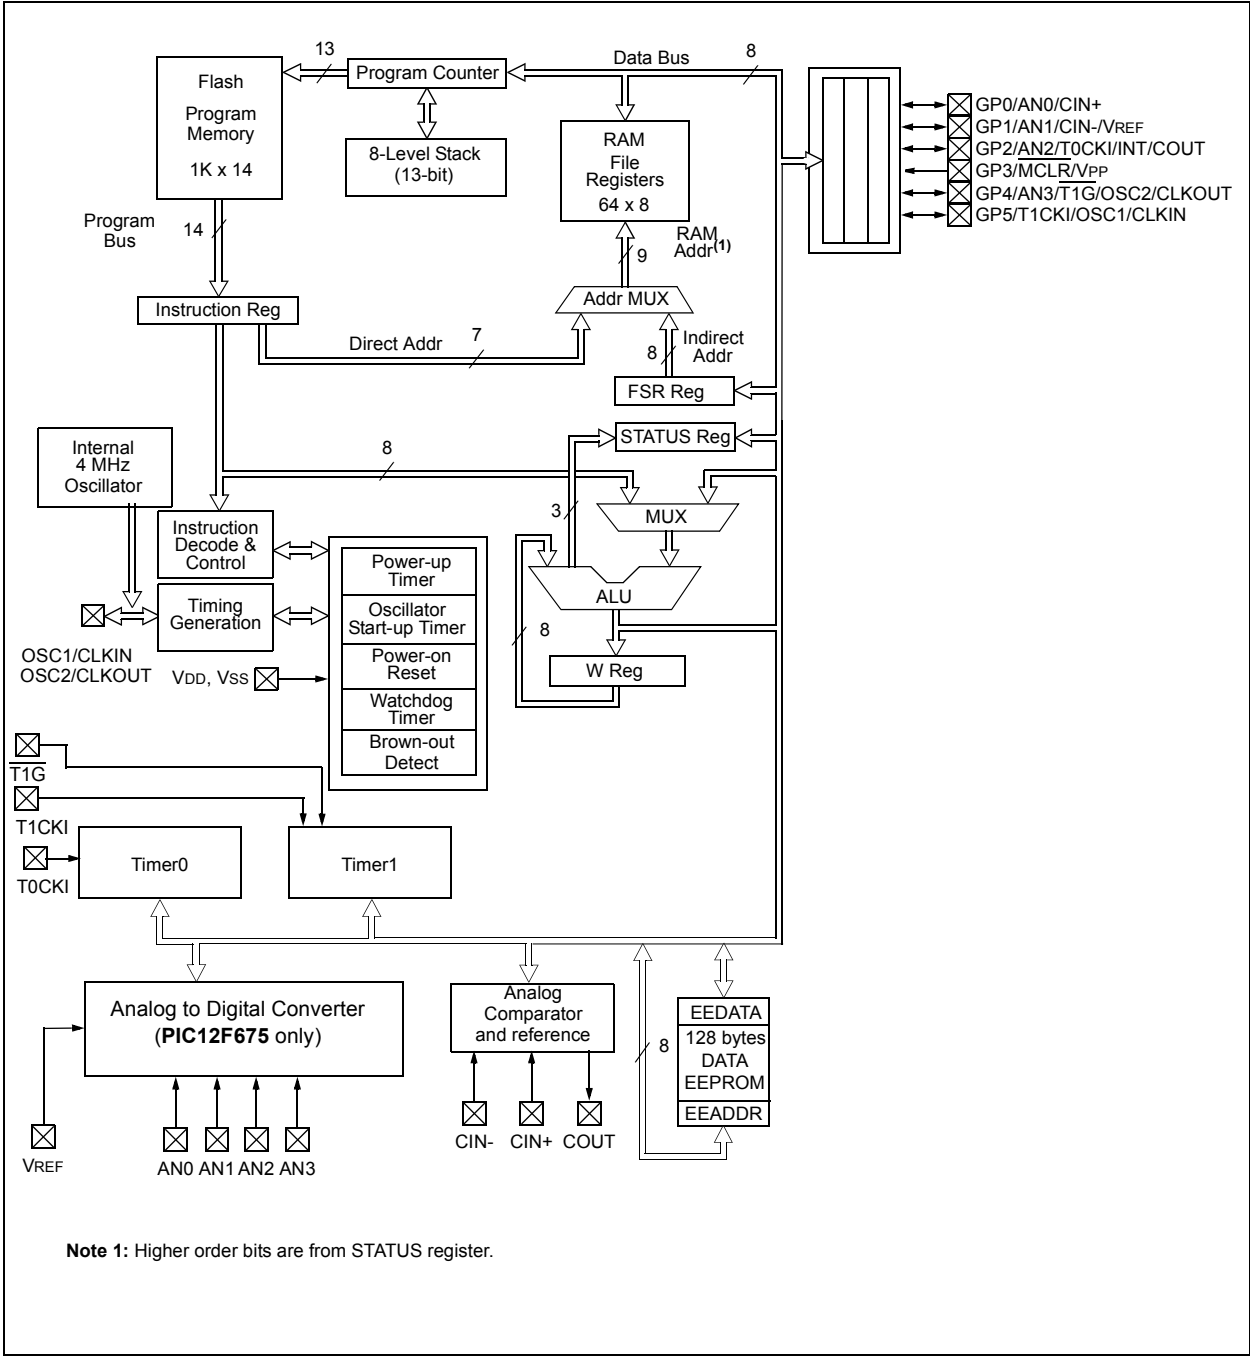 13
Data Bus
8
Flash
Program
Memory
1K x 14
Program Counter
8-Level Stack
(13-bit)
RAM
File
Registers
64 x 8
GP0/AN0/CIN+
GP1/AN1/CIN-/VREF
GP2/AN2/T0CKI/INT/COUT
GP3/MCLR/VPP
GP4/AN3/T1G/OSC2/CLKOUT
GP5/T1CKI/OSC1/CLKIN
Program
Bus
14
RAM
Addr(1)
9
Instruction Reg
Addr MUX
Direct Addr
7
Indirect
Addr
8
FSR Reg
STATUS Reg
Internal
4 MHz
Oscillator
8
3
MUX
Instruction
Decode &
Control
Power-up
Timer
ALU
Timing
Generation
Oscillator
Start-up Timer
8
OSC1/CLKIN
OSC2/CLKOUT
VDD, VSS
Power-on
Reset
W Reg
Watchdog
Timer
Brown-out
Detect
T1G
T1CKI
T0CKI
Timer0
Timer1
Analog to Digital Converter
(PIC12F675 only)
Analog
Comparator
and reference
8
EEDATA
128 bytes
DATA
EEPROM
EEADDR
VREF
AN0 AN1 AN2 AN3
CIN- CIN+ COUT
Note 1: Higher order bits are from STATUS register.